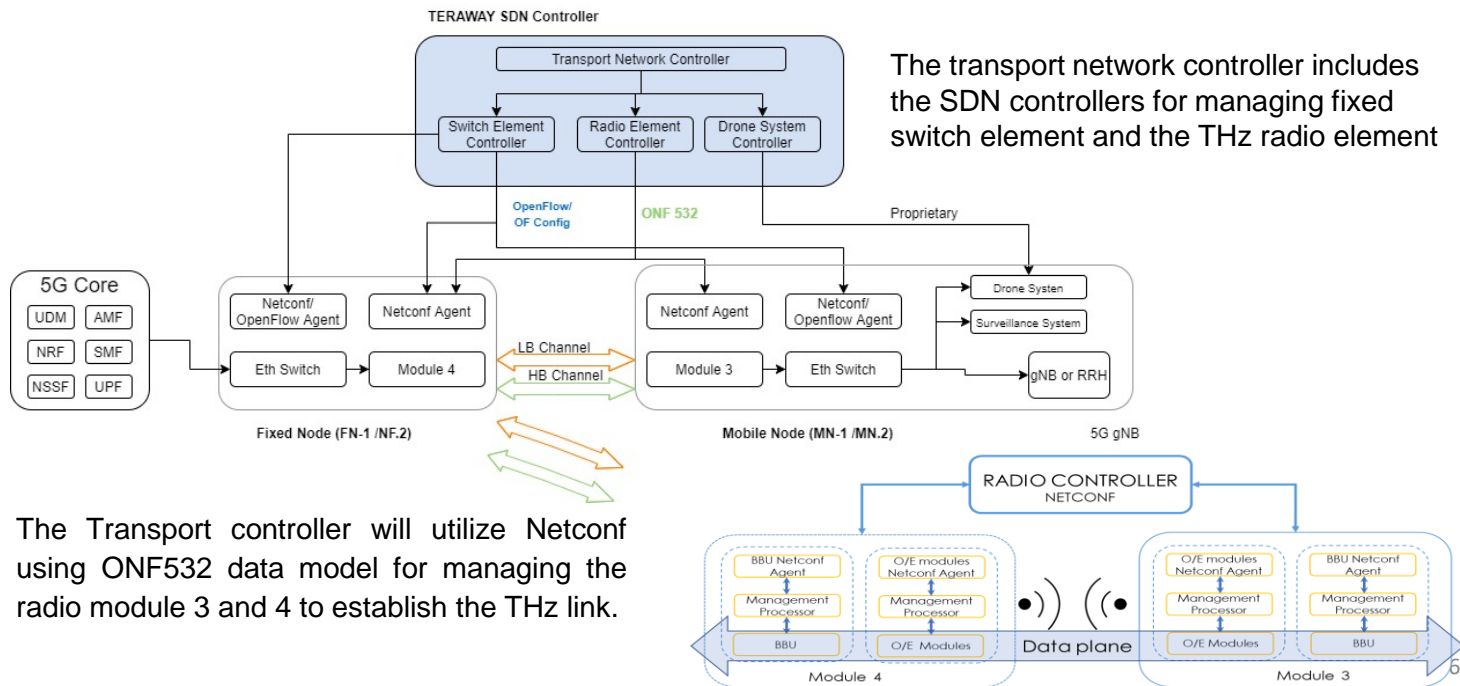 TERAWAY SDN Controller
Transport Network Controller
Switch Element
Controller
Radio Element
Controller
Drone System
Controller
The transport network controller includes
the SDN controllers for managing fixed
switch element and the THz radio element
OpenFlow/
OF Config
ONF 532
Proprietary
5G Core
UDM
AMF
NRF
SMF
NSSF
UPF
Netconf/
OpenFlow Agent
Netconf Agent
Eth Switch
Module 4
LB Channel
HB Channel
Netconf Agent
Netconf/
Openflow Agent
Module 3
Eth Switch
Drone Systen
Surveillance System
gNB or RRH
Fixed Node (FN-1 /NF.2)
Mobile Node (MN-1 /MN.2)
5G gNB
The Transport controller will utilize Netconf
using ONF532 data model for managing the
radio module 3 and 4 to establish the THz link.
RADIO CONTROLLER
NETCONF
BBU Netconf
Agent
Management
Processor
BBU
O/E modules
Netconf Agent
Management
Processor
O/E Modules
Data plane
O/E modules
Netconf Agent
Management
Processor
O/E Modules
BBU Netconf
Agent
Management
Processor
BBU
Module 4
Module 3
6